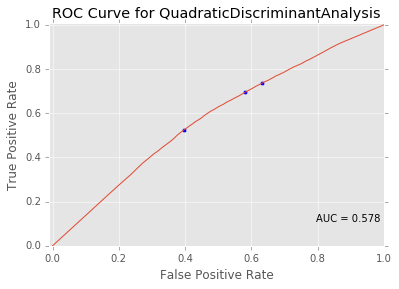 ROC Curve for QuadraticDiscriminantAnalysis
1.0
0.8
0.6
0.4
0.2
0.0
True Positive Rate
AUC = 0.578
0.0 0.2 0.4 0.6 0.8 1.0
False Positive Rate